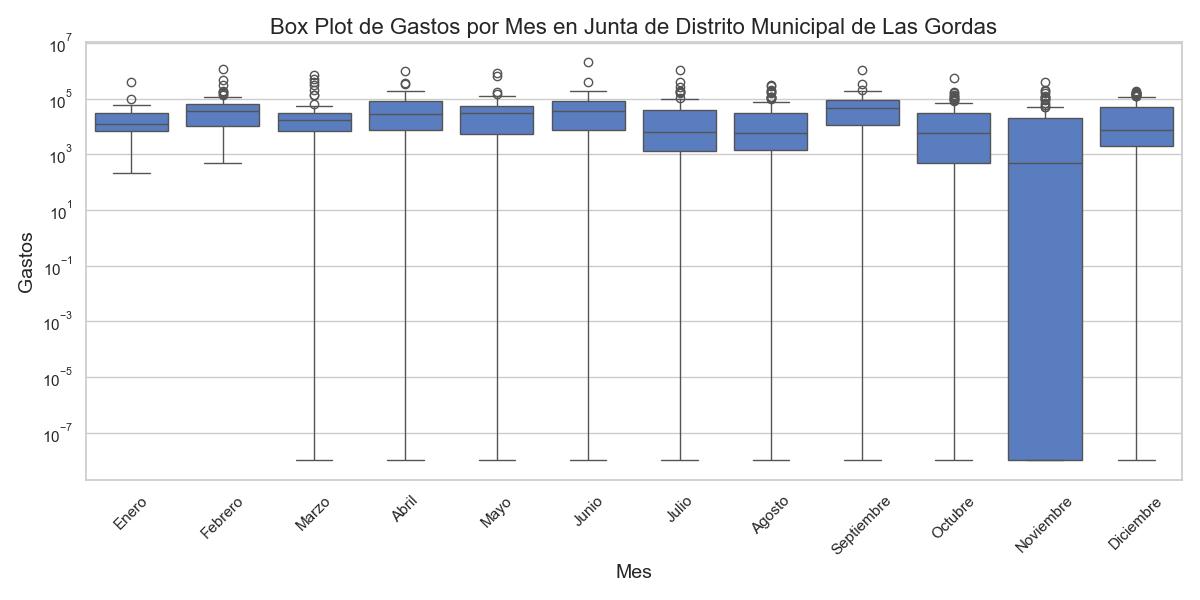 Box Plot de Gastos por Mes en Junta de Distrito Municipal de Las Gordas
10^7
10^5
10^3
10^1
10^−1
10^−3
10^−5
10^−7
Gastos
Enero
Febrero
Marzo
Abril
Mayo
Junio
Julio
Agosto
Septiembre
Octubre
Noviembre
Diciembre
Mes